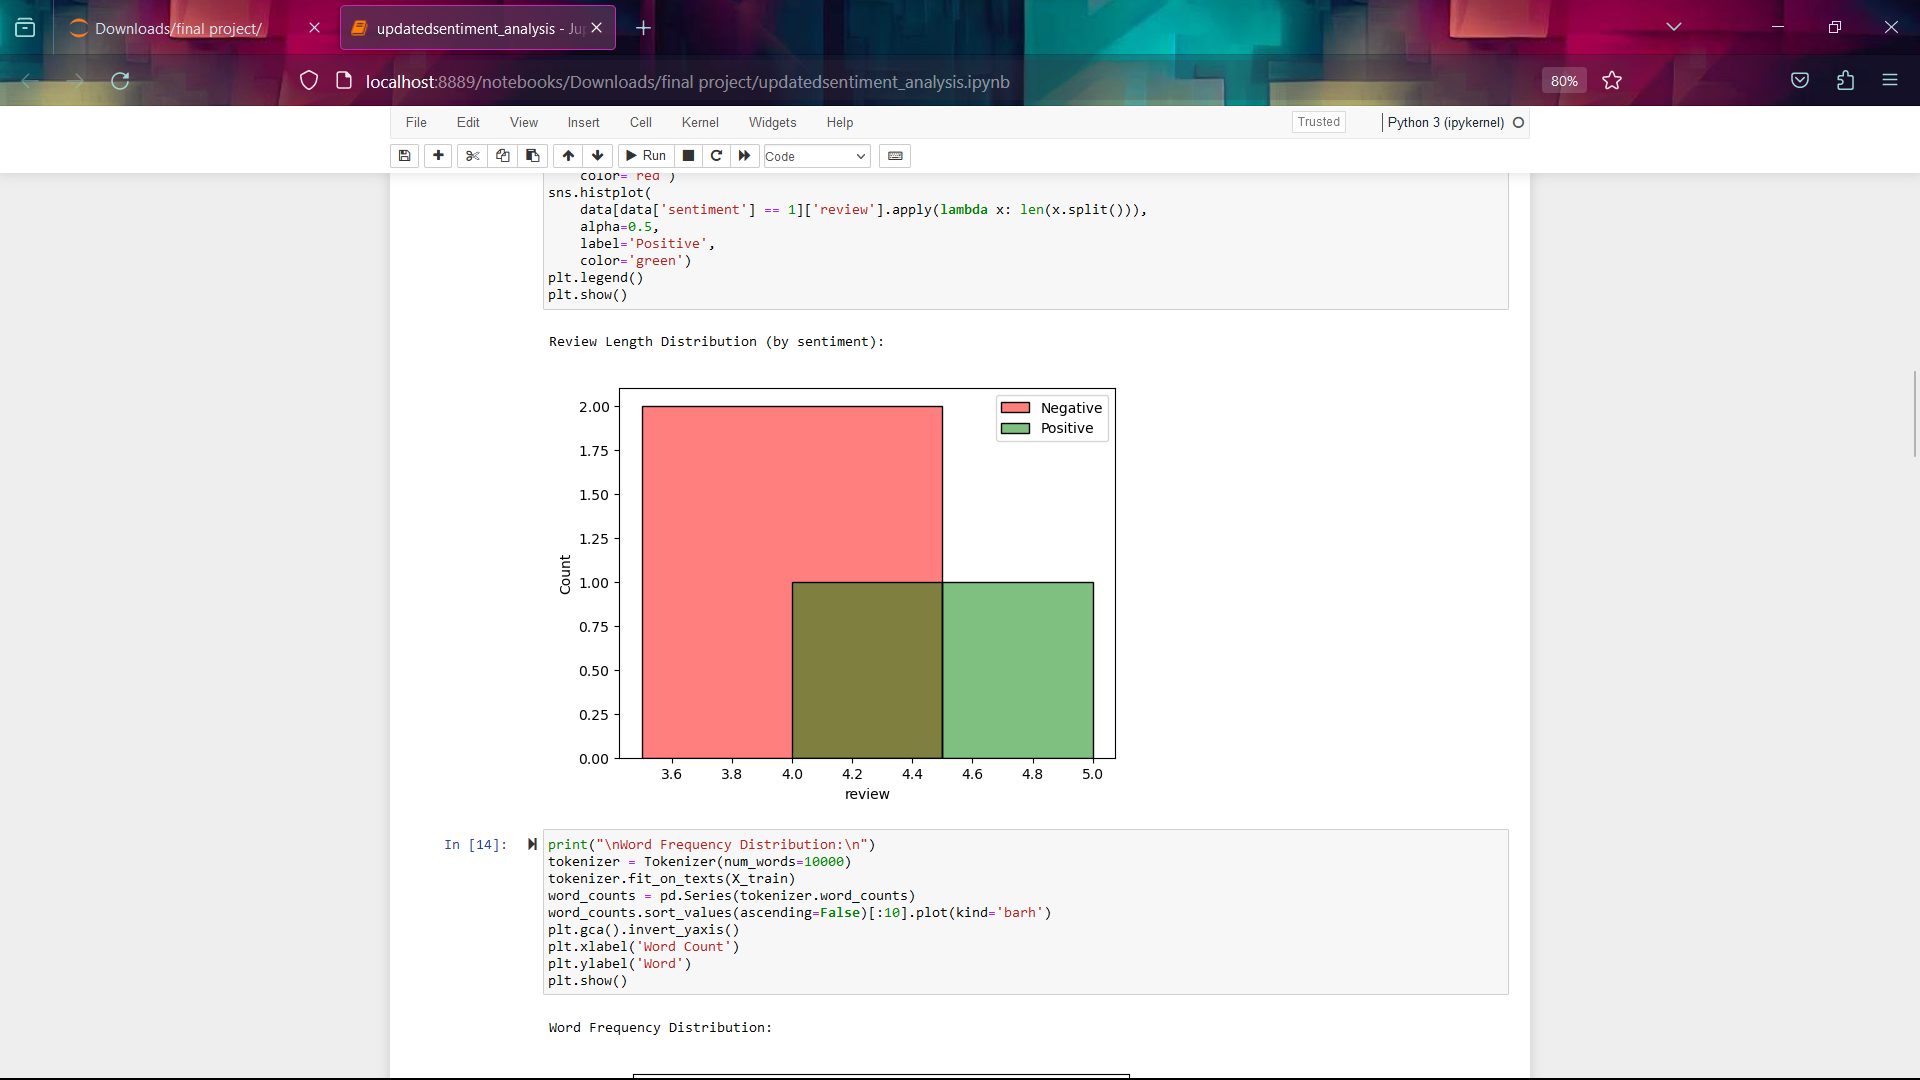 Downloads/final project/
updatedsentiment_analysis - Jup
localhost:8889/notebooks/Downloads/final project/updatedsentiment_analysis.ipynb
80%
File Edit View Insert Cell Kernel Widgets Help
Trusted
Python 3 (ipykernel)
Run
Code
color='red')
sns.histplot(
data[data['sentiment'] == 1]['review'].apply(lambda x: len(x.split())),
alpha=0.5,
label='Positive',
color='green')
plt.legend()
plt.show()
Review Length Distribution (by sentiment):
Negative
Positive
2.00
1.75
1.50
1.25
1.00
0.75
0.50
0.25
0.00
Count
3.6 3.8 4.0 4.2 4.4 4.6 4.8 5.0
review
In [14]:
print("\nWord Frequency Distribution:\n")
tokenizer = Tokenizer(num_words=10000)
tokenizer.fit_on_texts(X_train)
word_counts = pd.Series(tokenizer.word_counts)
word_counts.sort_values(ascending=False)[:10].plot(kind='barh')
plt.gca().invert_yaxis()
plt.xlabel('Word Count')
plt.ylabel('Word')
plt.show()
Word Frequency Distribution: